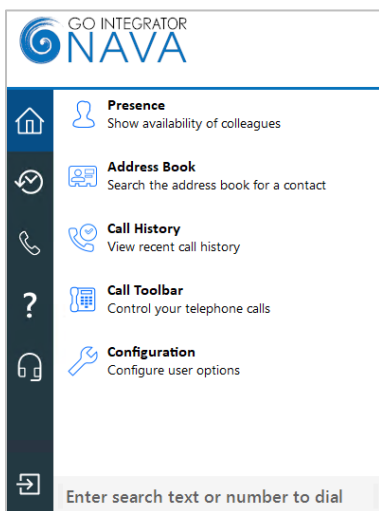 GO INTEGRATOR
NAVA
Presence
Show availability of colleagues
Address Book
Search the address book for a contact
Call History
View recent call history
Call Toolbar
Control your telephone calls
?
Configuration
Configure user options
Enter search text or number to dial